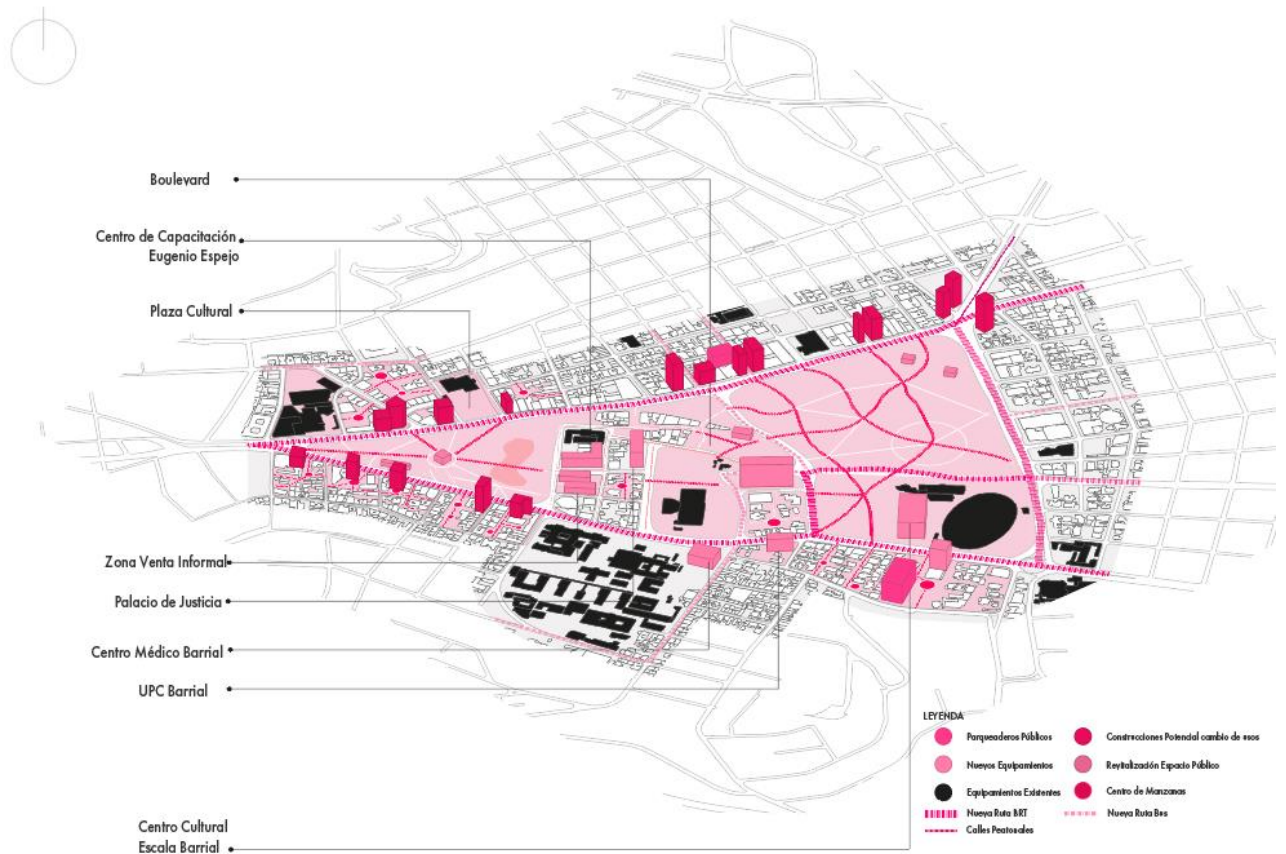 Boulevard
Centro de Capacitación
Eugenio Espejo
Plaza Cultural
Zona Venta Informal
Palacio de Justicia
Centro Médico Barrial
UPC Barrial
Centro Cultural
Escala Barrial
LEYENDA
Parqueaderos Públicos
Construcciones Potencial cambio de usos
Nuevos Equipamientos
Revitalización Espacio Público
Equipamientos Existentes
Centro de Manzanas
Nueva Ruta BRT
Nueva Ruta Bus
Calles Peatonales